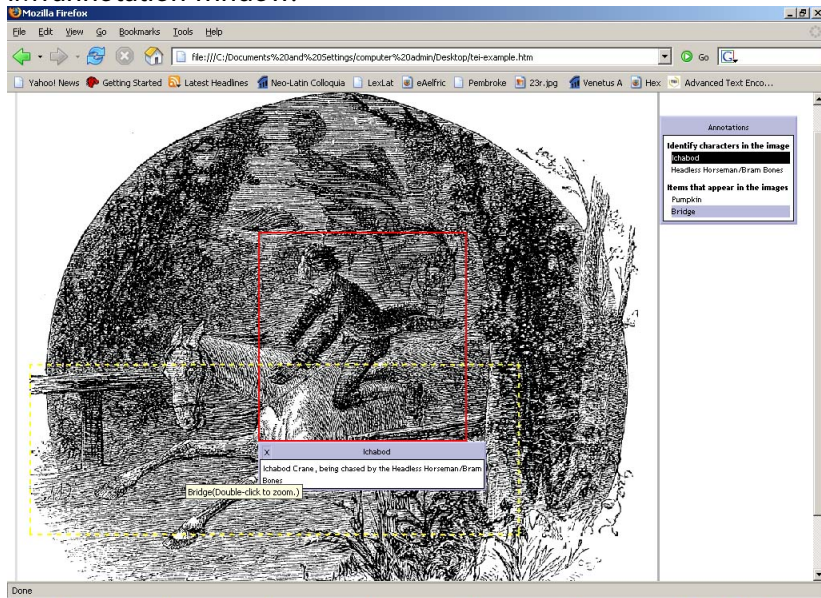 Mozilla Firefox
File Edit View Go Bookmarks Tools Help
file:///C:/Documents%20and%20Settings/computer%20admin/Desktop/tei-example.htm
Go
Yahoo! News Getting Started Latest Headlines Neo-Latin Colloquia LexLat eAelfric Pembroke 23r.jpg Venetus A Hex Advanced Text Enco...
Annotations
Identify characters in the image
Ichabod
Headless Horseman/Bram Bones
Items that appear in the images
Pumpkin
Bridge
x Ichabod
Ichabod Crane, being chased by the Headless Horseman/Bram
Bones
Bridge(Double-click to zoom.)
Done